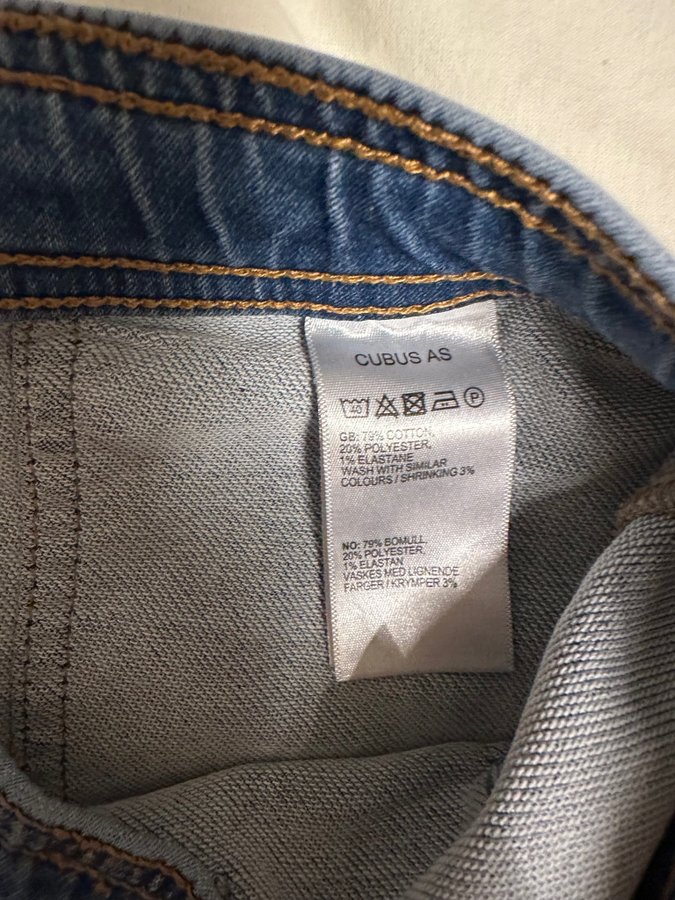 CUBUS AS
40 P
GB: 79% COTTON,
20% POLYESTER,
1% ELASTANE
WASH WITH SIMILAR
COLOURS / SHRINKING 3%
NO: 79% BOMULL,
20% POLYESTER,
1% ELASTAN
VASKES MED LIGNENDE
FARGER / KRYMPER 3%